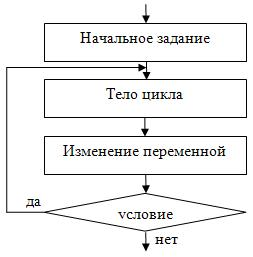 Начальное задание
Тело цикла
Изменение переменной
да
условие
нет